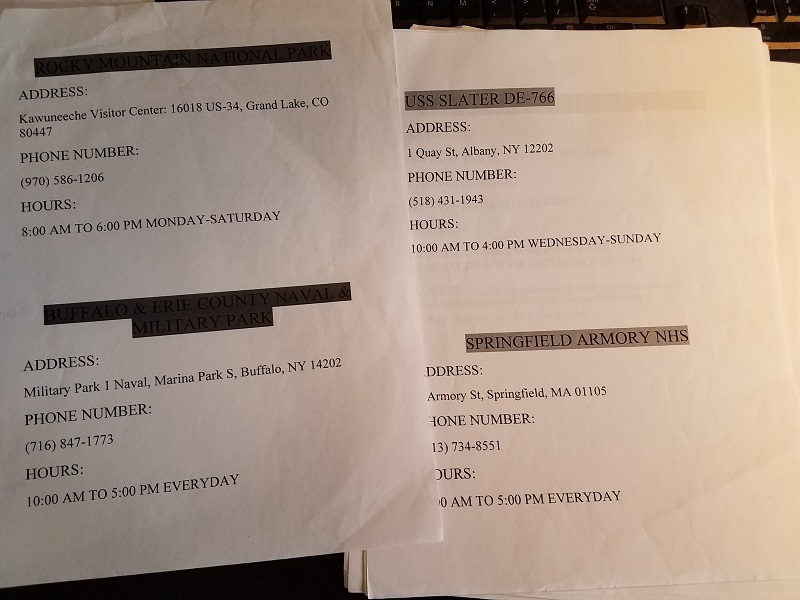 ROCKY MOUNTAIN NATIONAL PARK
ADDRESS:
Kawuneeche Visitor Center: 16018 US-34, Grand Lake, CO
80447
PHONE NUMBER:
(970) 586-1206
HOURS:
8:00 AM TO 6:00 PM MONDAY-SATURDAY
BUFFALO & ERIE COUNTY NAVAL &
MILITARY PARK
ADDRESS:
Military Park 1 Naval, Marina Park S, Buffalo, NY 14202
PHONE NUMBER:
(716) 847-1773
HOURS:
10:00 AM TO 5:00 PM EVERYDAY
USS SLATER DE-766
ADDRESS:
1 Quay St, Albany, NY 12202
PHONE NUMBER:
(518) 431-1943
HOURS:
10:00 AM TO 4:00 PM WEDNESDAY-SUNDAY
SPRINGFIELD ARMORY NHS
DDRESS:
Armory St, Springfield, MA 01105
HONE NUMBER:
13) 734-8551
OURS:
0 AM TO 5:00 PM EVERYDAY